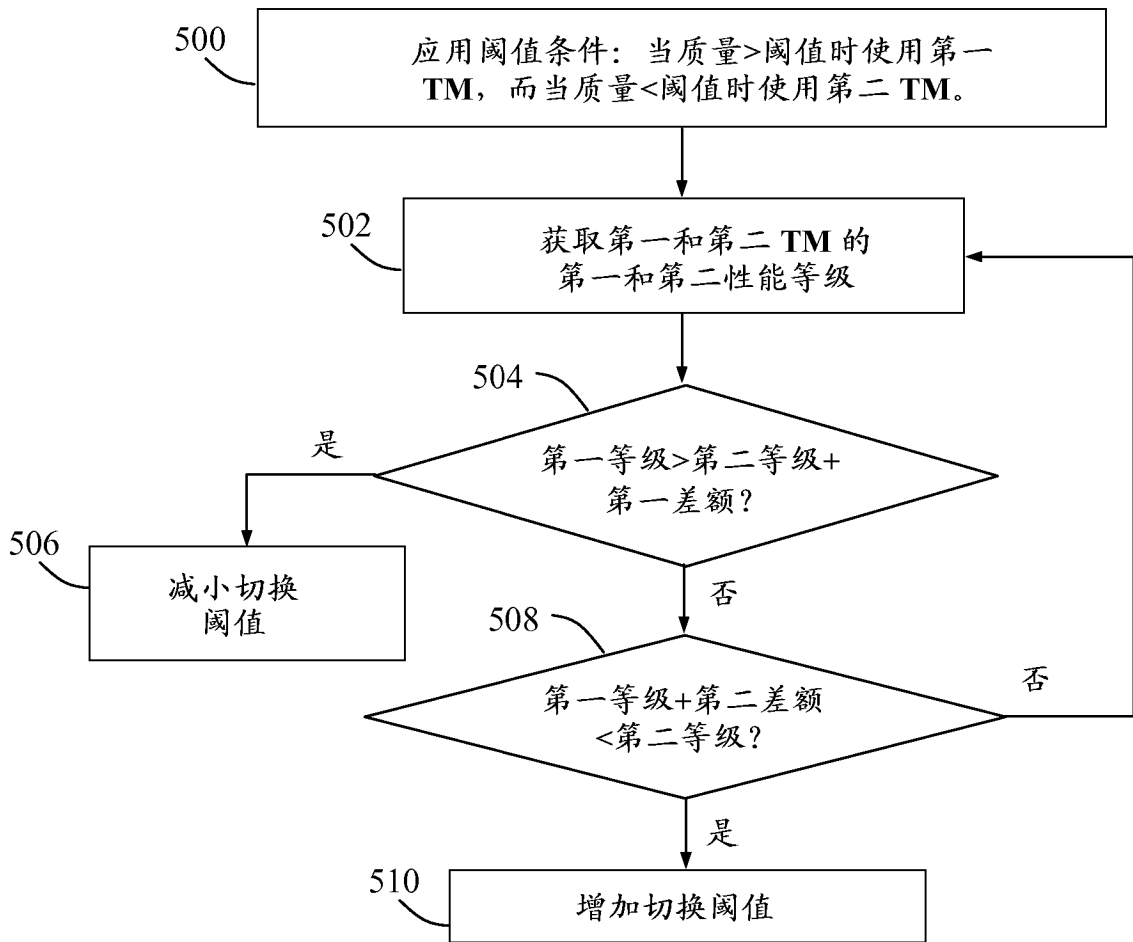 500
应用阈值条件：当质量>阈值时使用第一
TM，而当质量<阈值时使用第二 TM。
502
获取第一和第二 TM 的
第一和第二性能等级
504
是
第一等级>第二等级+
第一差额？
506
减小切换
阈值
否
508
第一等级+第二差额
<第二等级？
否
是
510
增加切换阈值